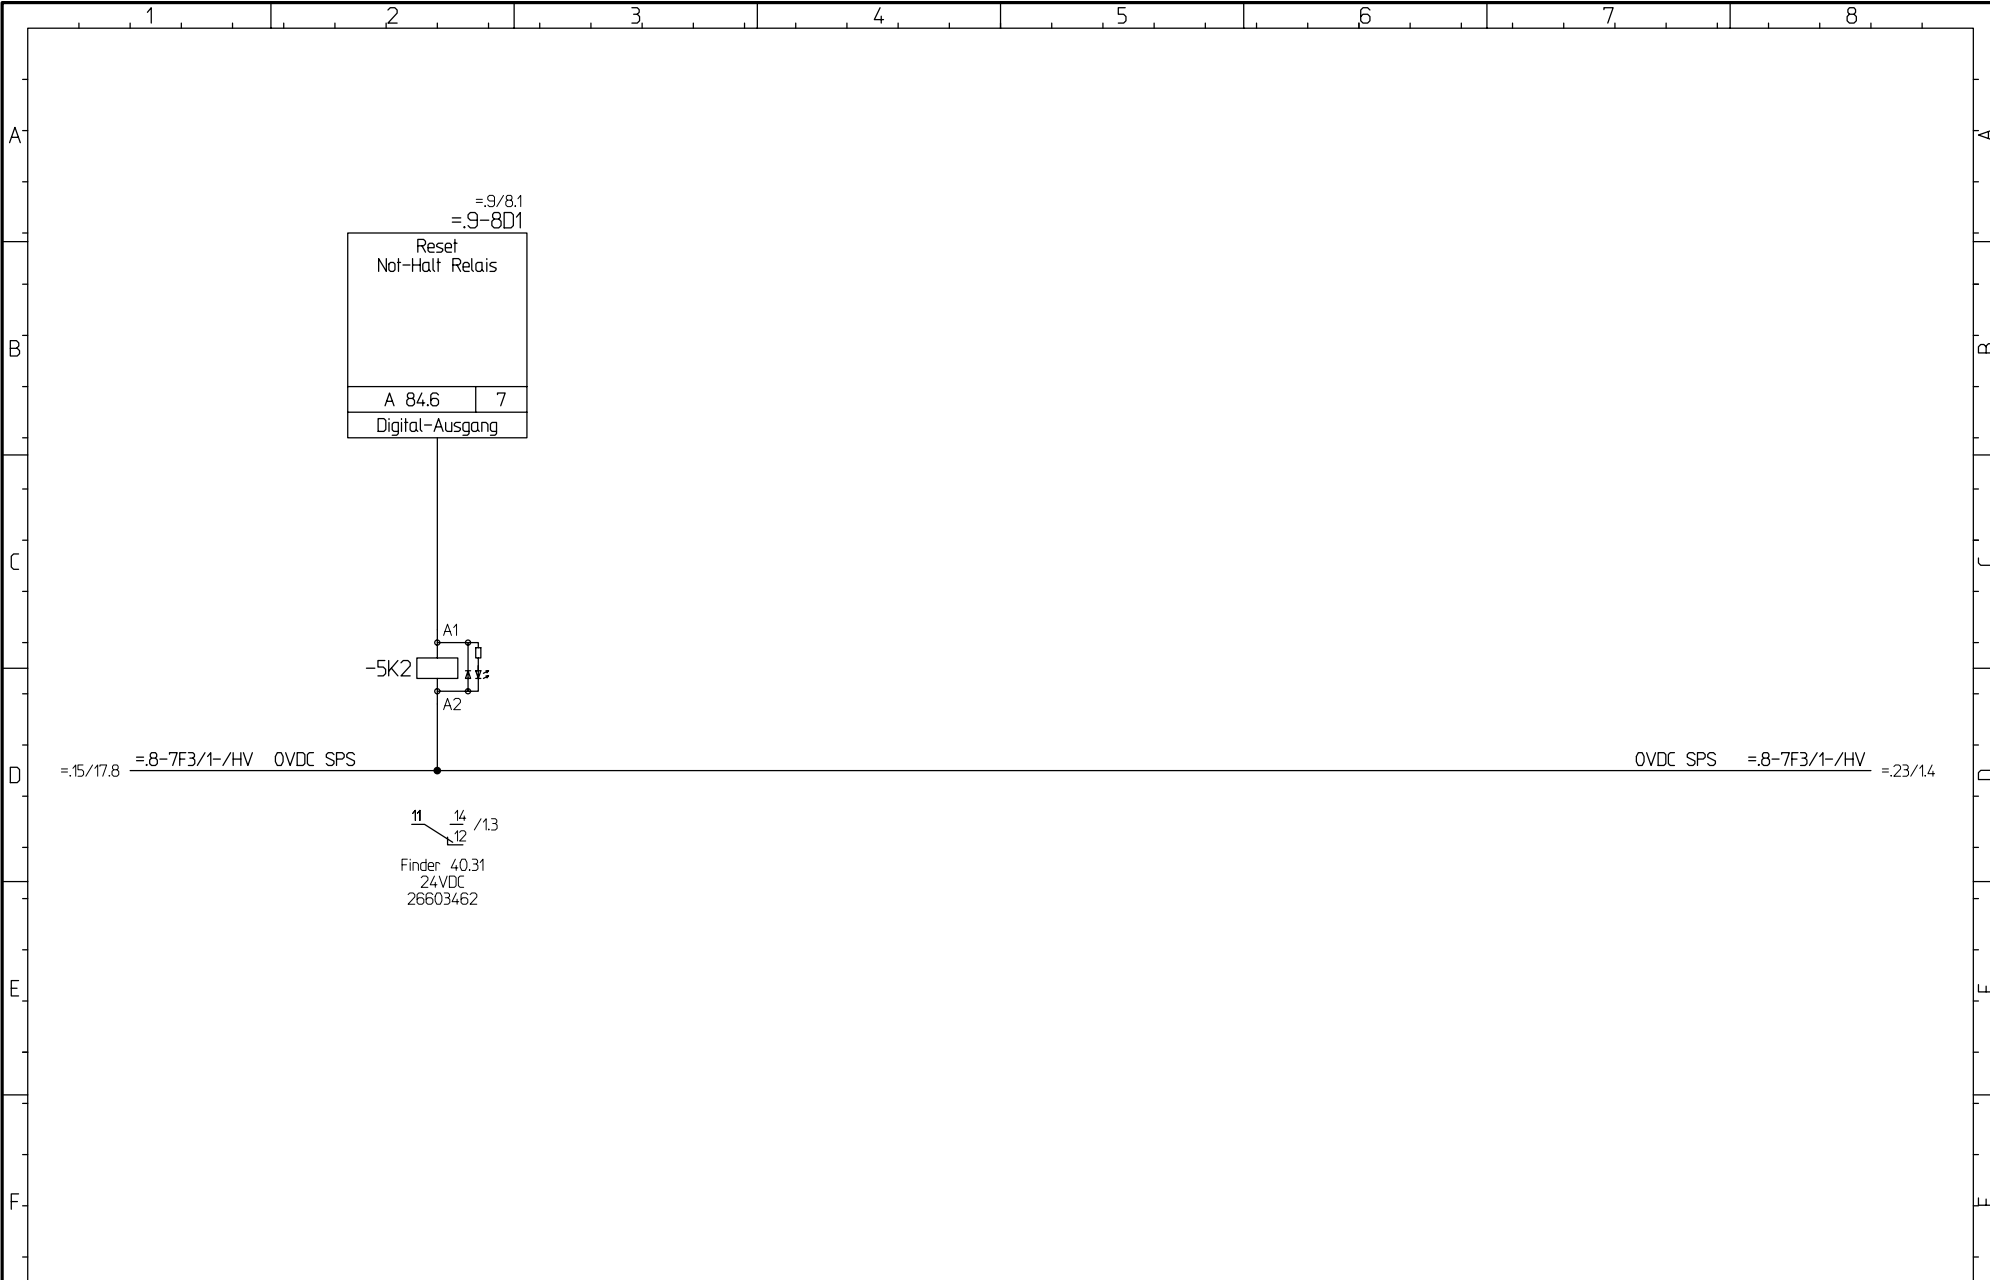 1 2 3 4 5 6 7 8
A A
=.9/8.1
=.9-8D1
Reset
Not-Halt Relais
B B
A 84.6 7
Digital-Ausgang
C C
A1
-5K2
A2
=.15/17.8 =.8-7F3/1-/HV 0VDC SPS 0VDC SPS =.8-7F3/1-/HV =.23/1.4
D D
11 14 /1.3
12
Finder 40.31
24VDC
26603462
E E
F F